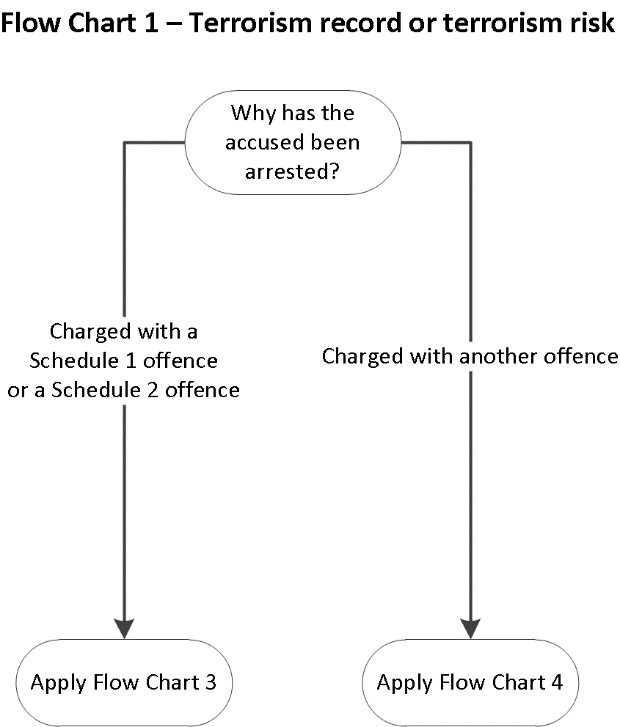 Flow Chart 1 – Terrorism record or terrorism risk
Why has the
accused been
arrested?
Charged with a
Schedule 1 offence
or a Schedule 2 offence
Charged with another offence
Apply Flow Chart 3
Apply Flow Chart 4